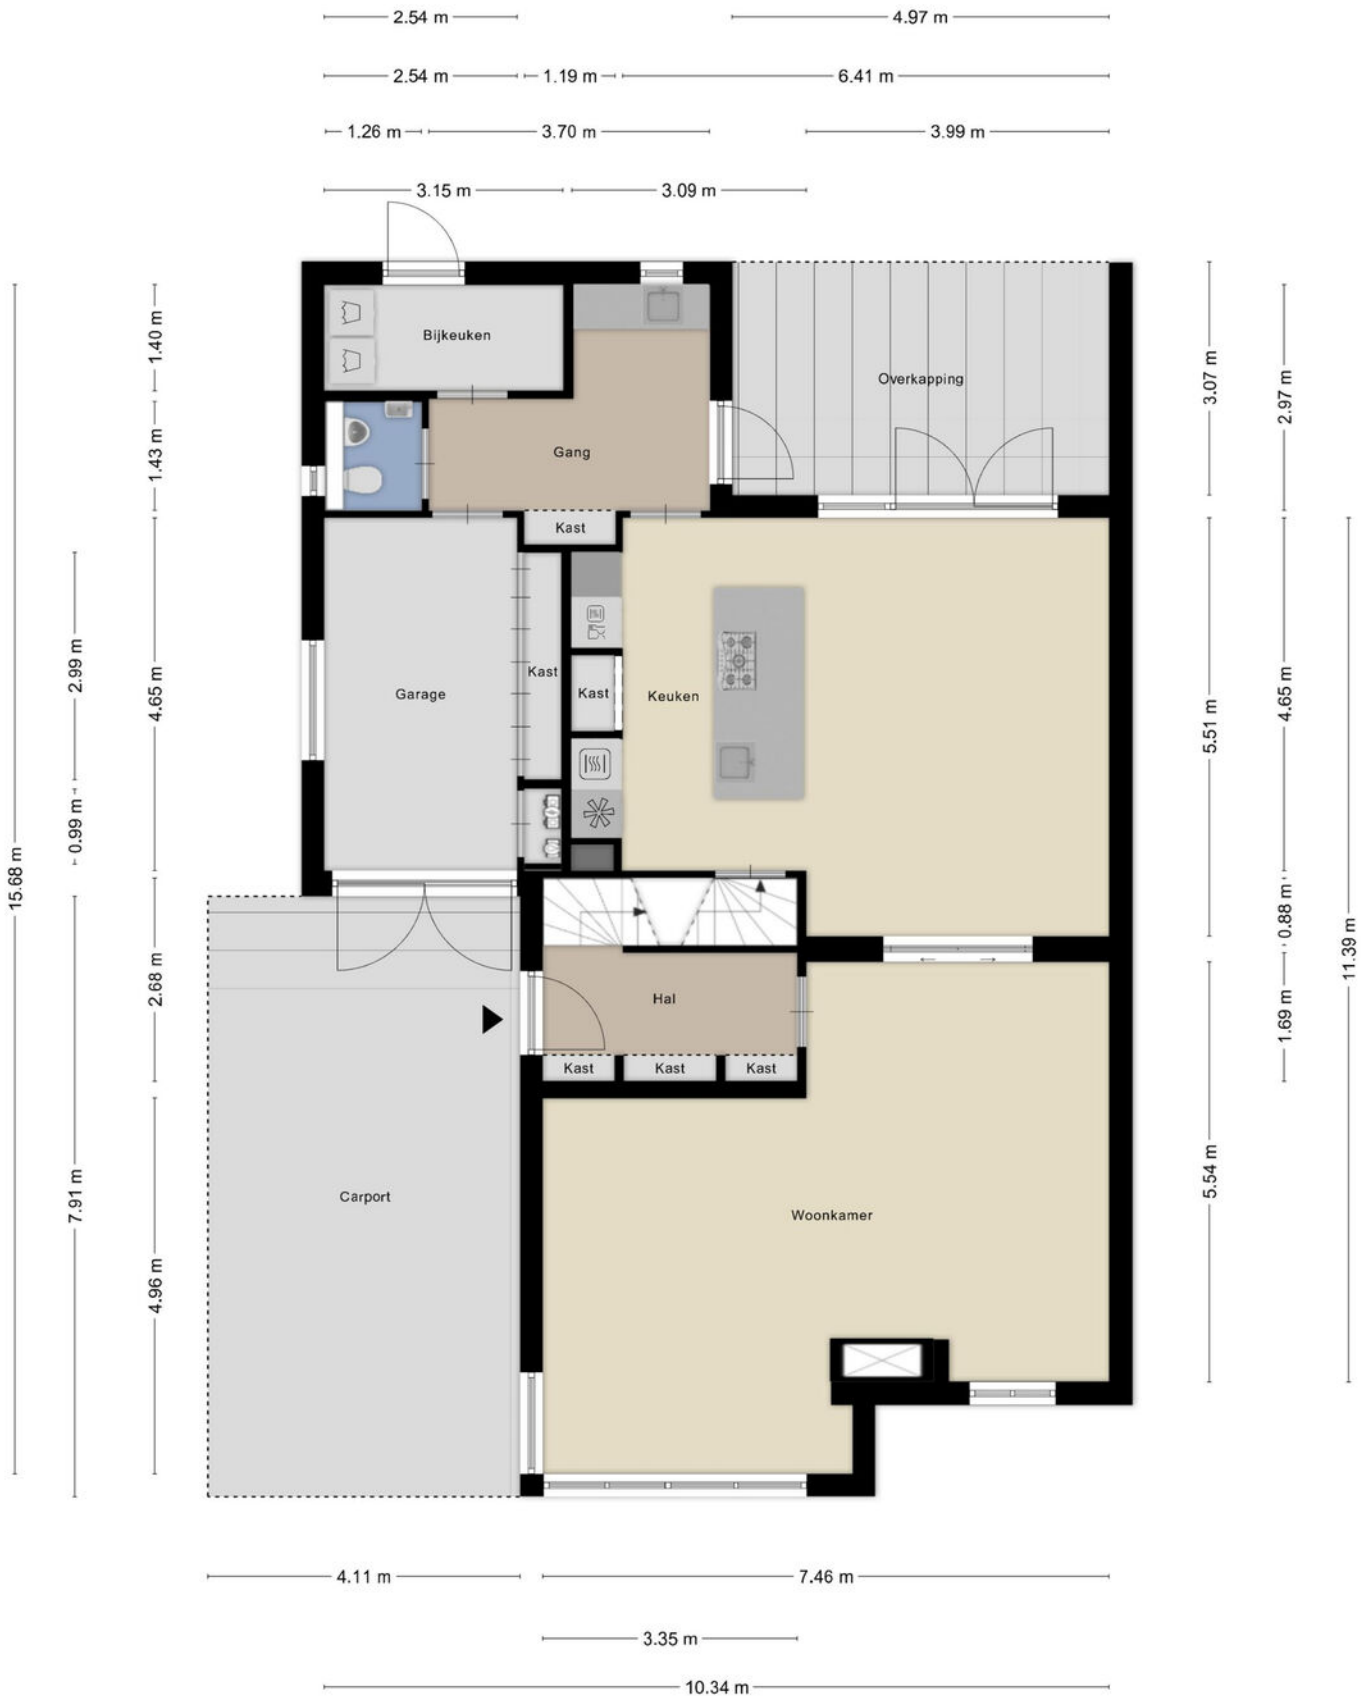 2.54 m
4.97 m
2.54 m
1.19 m
6.41 m
1.26 m
3.70 m
3.99 m
3.15 m
3.09 m
Bijkeuken
Overkapping
Gang
Kast
Garage
Kast
Kast
Keuken
Hal
Kast
Kast
Kast
Carport
Woonkamer
15.68 m
2.99 m
0.99 m
7.91 m
1.40 m
1.43 m
4.65 m
2.68 m
4.96 m
3.07 m
5.51 m
5.54 m
2.97 m
4.65 m
0.88 m
1.69 m
11.39 m
4.11 m
7.46 m
3.35 m
10.34 m